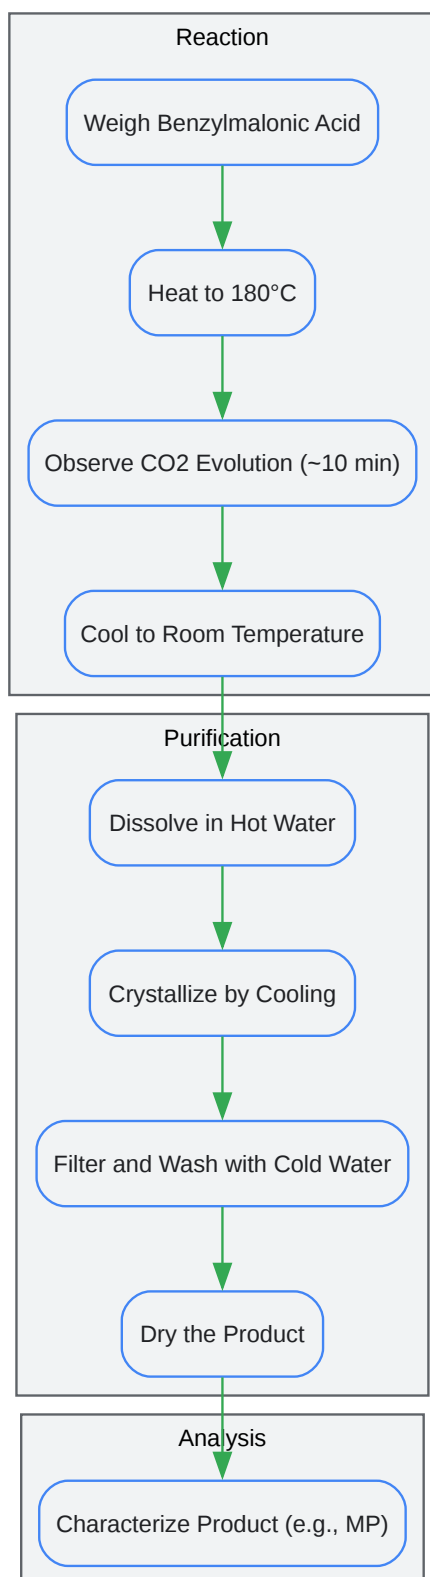 Reaction
Weigh Benzylmalonic Acid
Heat to 180°C
Observe CO2 Evolution (~10 min)
Cool to Room Temperature
Purification
Dissolve in Hot Water
Crystallize by Cooling
Filter and Wash with Cold Water
Dry the Product
Analysis
Characterize Product (e.g., MP)